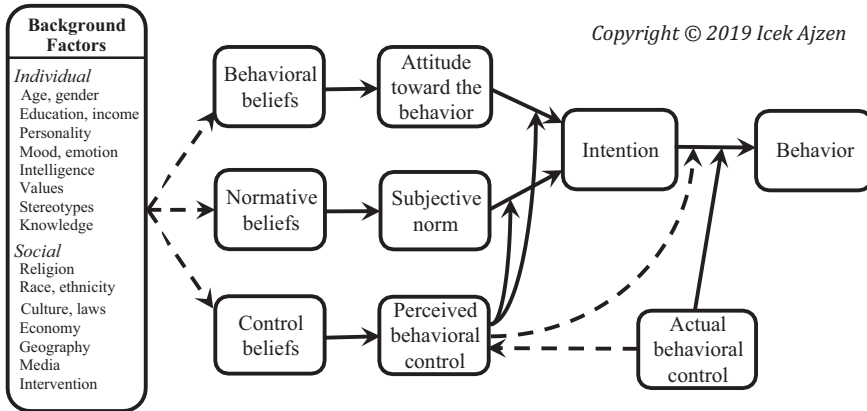 Background
Factors
Individual
Age, gender
Education, income
Personality
Mood, emotion
Intelligence
Values
Stereotypes
Knowledge
Social
Religion
Race, ethnicity
Culture, laws
Economy
Geography
Media
Intervention
Copyright © 2019 Icek Ajzen
Behavioral
beliefs
Attitude
toward the
behavior
Normative
beliefs
Subjective
norm
Control
beliefs
Perceived
behavioral
control
Intention
Behavior
Actual
behavioral
control